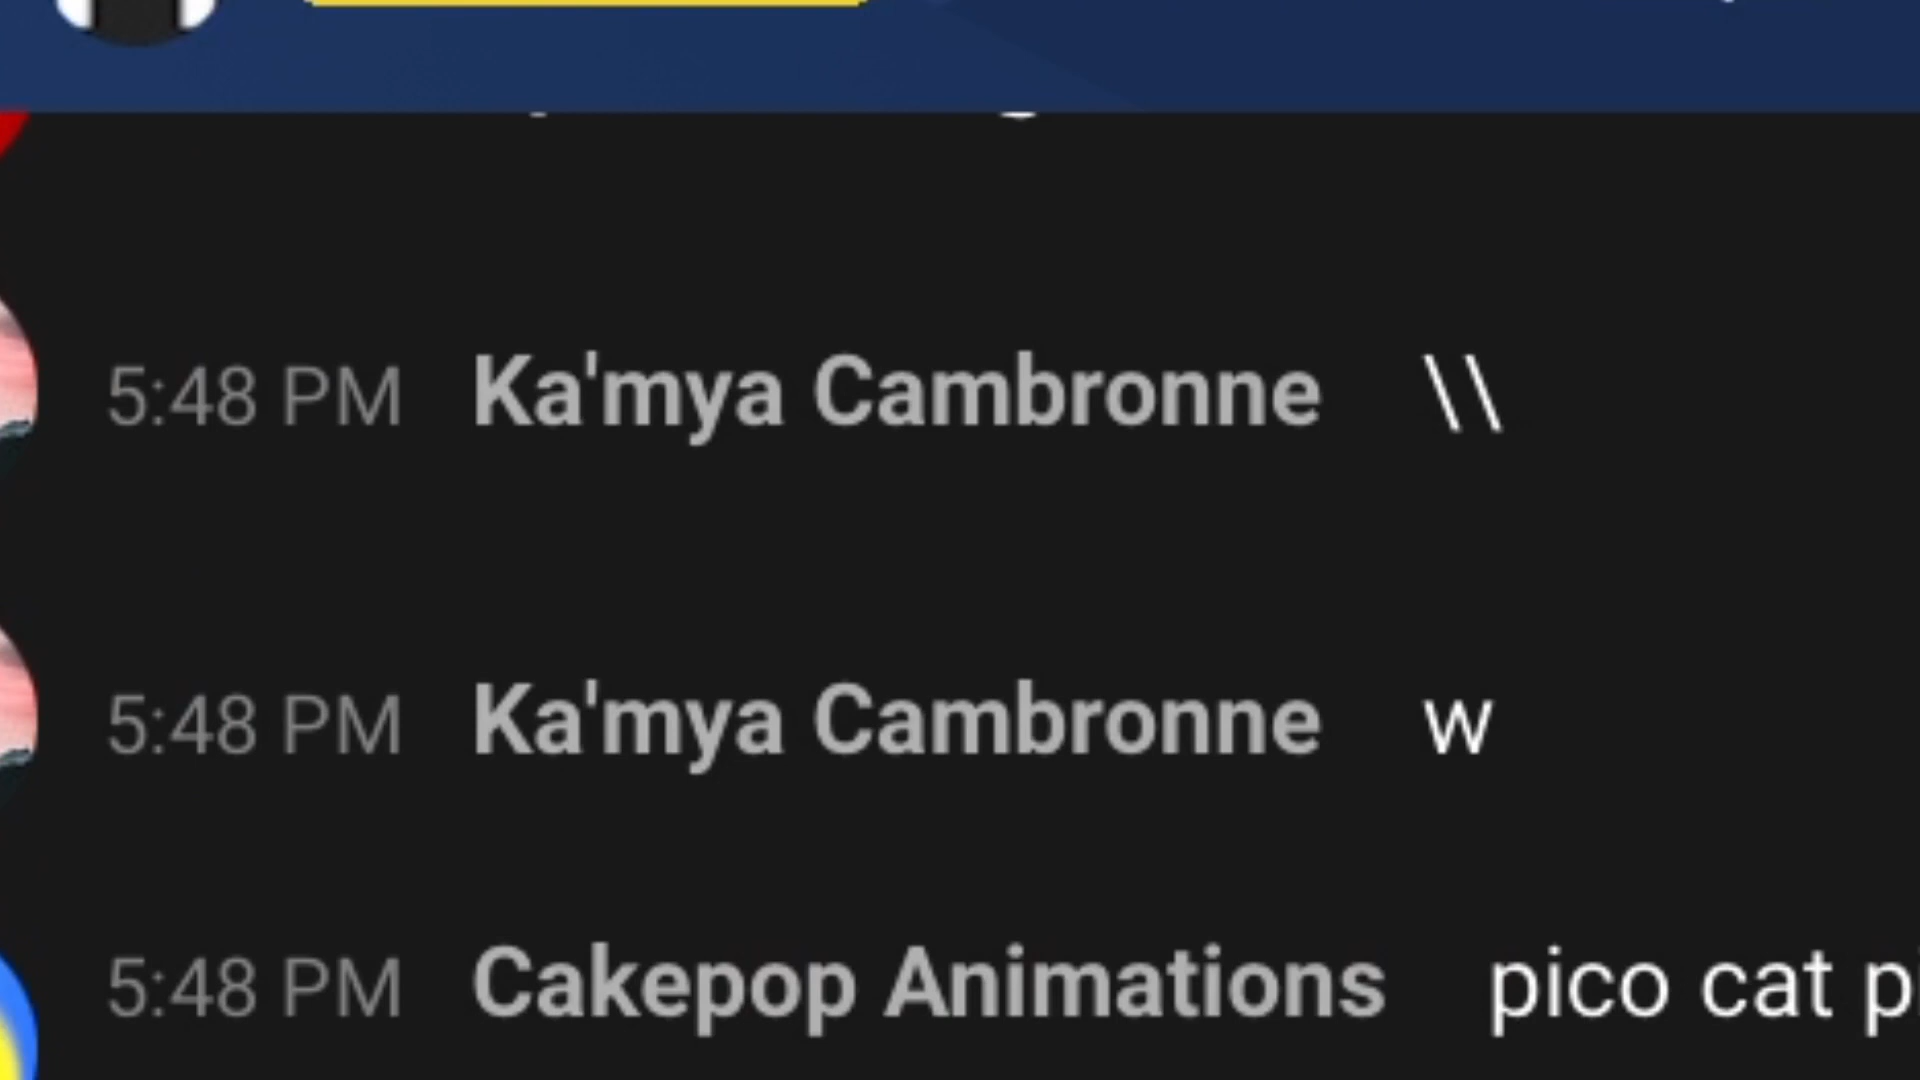 5:48 PM Ka'mya Cambronne \\
5:48 PM Ka'mya Cambronne w
5:48 PM Cakepop Animations pico cat